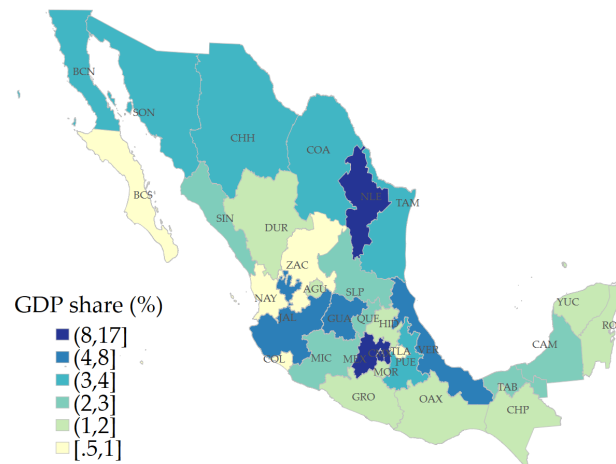 BCN
SON
CHH
COA
NLE
TAM
BCS
SIN
DUR
ZAC
SLP
NAY
AGU
JAL
GUA
QUE
HID
VER
COL
MIC
MEX
TLA
PUE
MOR
GRO
OAX
TAB
CHP
CAM
YUC
RO
GDP share (%)
(8,17]
(4,8]
(3,4]
(2,3]
(1,2]
[.5,1]